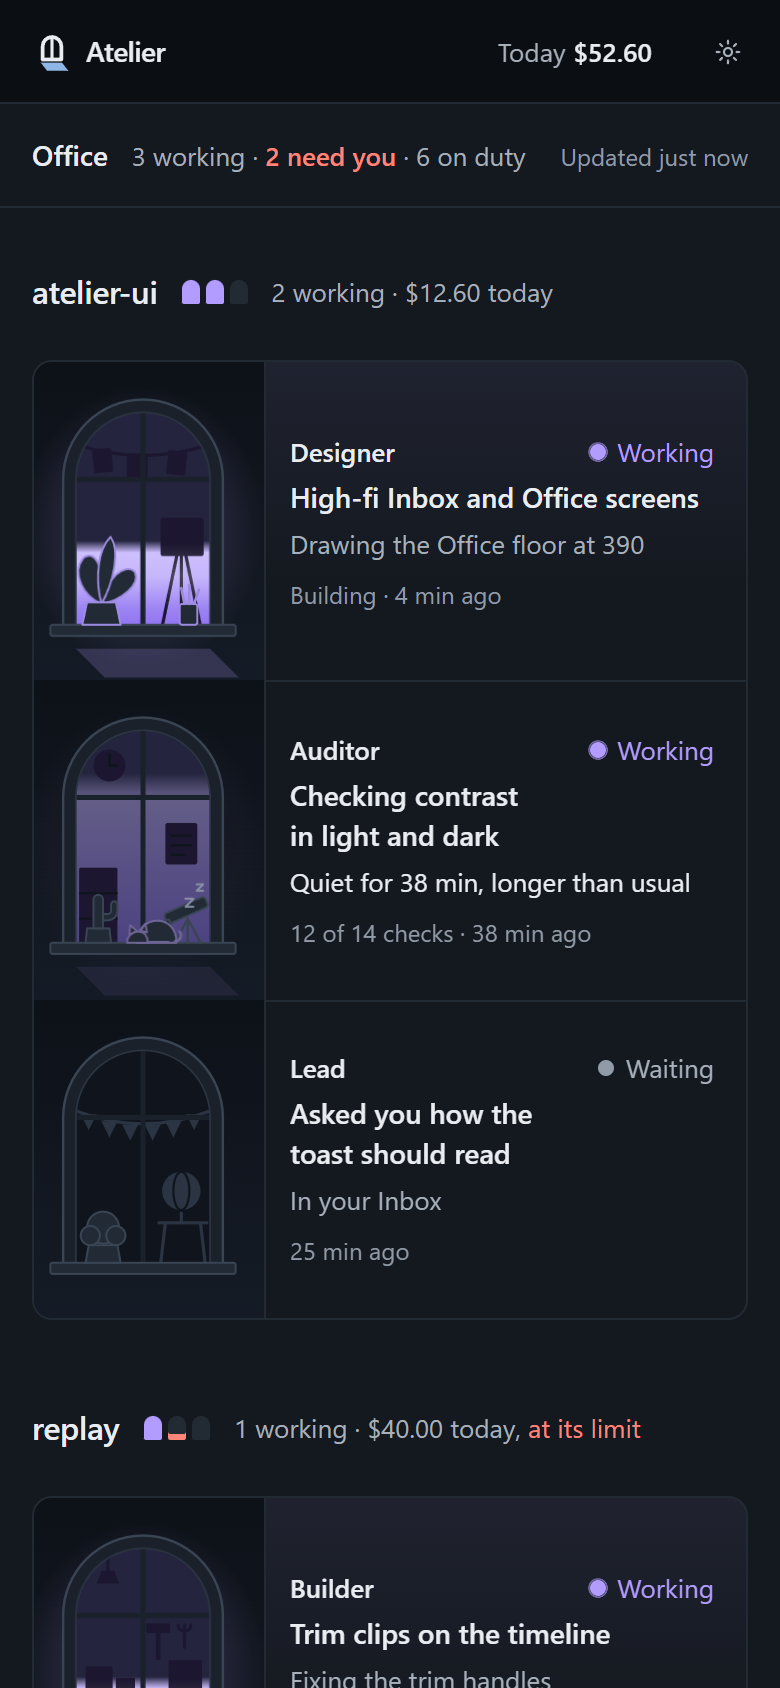 Atelier
Today $52.60
Office 3 working · 2 need you · 6 on duty Updated just now
atelier-ui 2 working · $12.60 today
Designer Working
High-fi Inbox and Office screens
Drawing the Office floor at 390
Building · 4 min ago
Auditor Working
Checking contrast
in light and dark
Quiet for 38 min, longer than usual
12 of 14 checks · 38 min ago
z
z
Lead Waiting
Asked you how the
toast should read
In your Inbox
25 min ago
replay 1 working · $40.00 today, at its limit
Builder Working
Trim clips on the timeline
Fixing the trim handles